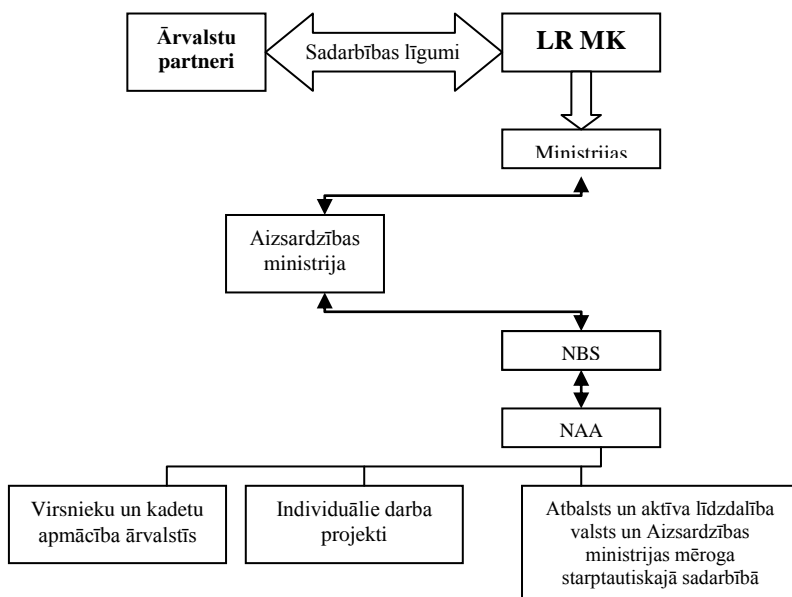 Ārvalstu
partneri
Sadarbības līgumi
LR MK
Ministrijas
Aizsardzības
ministrija
NBS
NAA
Virsnieku un kadetu
apmācība ārvalstīs
Individuālie darba
projekti
Atbalsts un aktīva līdzdalība
valsts un Aizsardzības
ministrijas mēroga
starptautiskajā sadarbībā